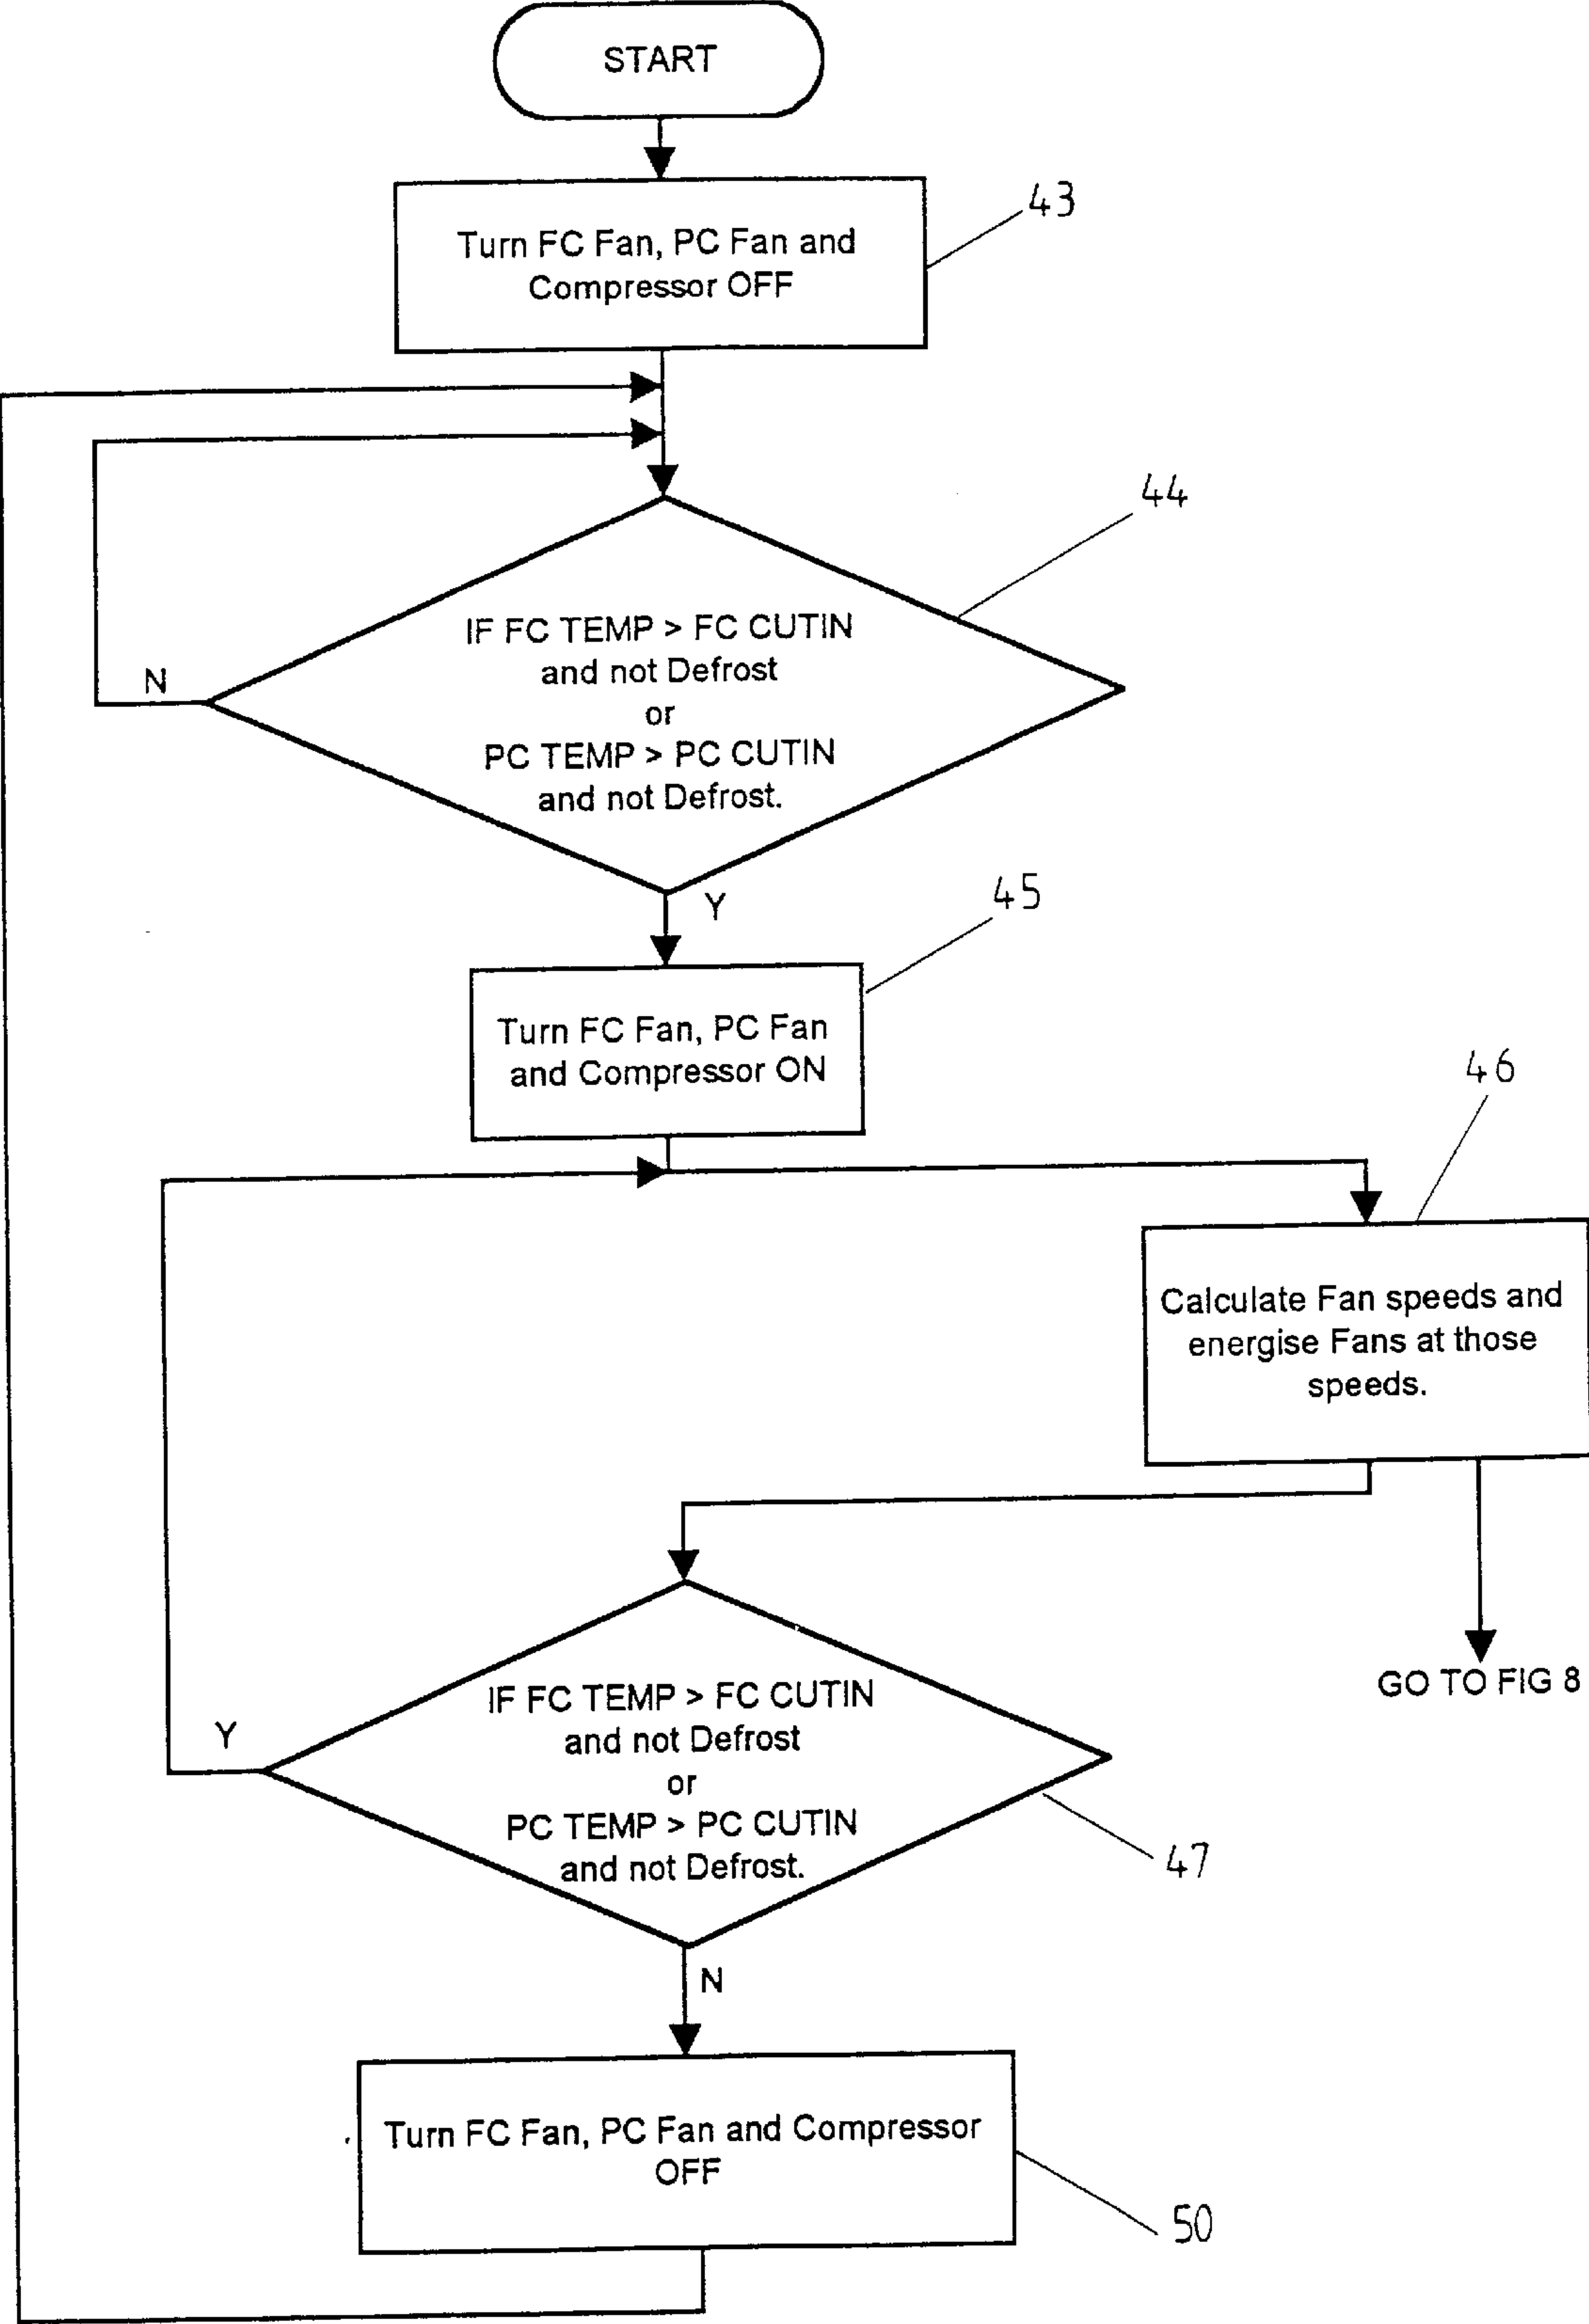 START
43
Turn FC Fan, PC Fan and
Compressor OFF
44
IF FC TEMP > FC CUTIN
and not Defrost
or
PC TEMP > PC CUTIN
and not Defrost.
N
Y
45
Turn FC Fan, PC Fan
and Compressor ON
46
Calculate Fan speeds and
energise Fans at those
speeds.
GO TO FIG 8
IF FC TEMP > FC CUTIN
and not Defrost
or
PC TEMP > PC CUTIN
and not Defrost.
Y
47
N
Turn FC Fan, PC Fan and Compressor
OFF
50